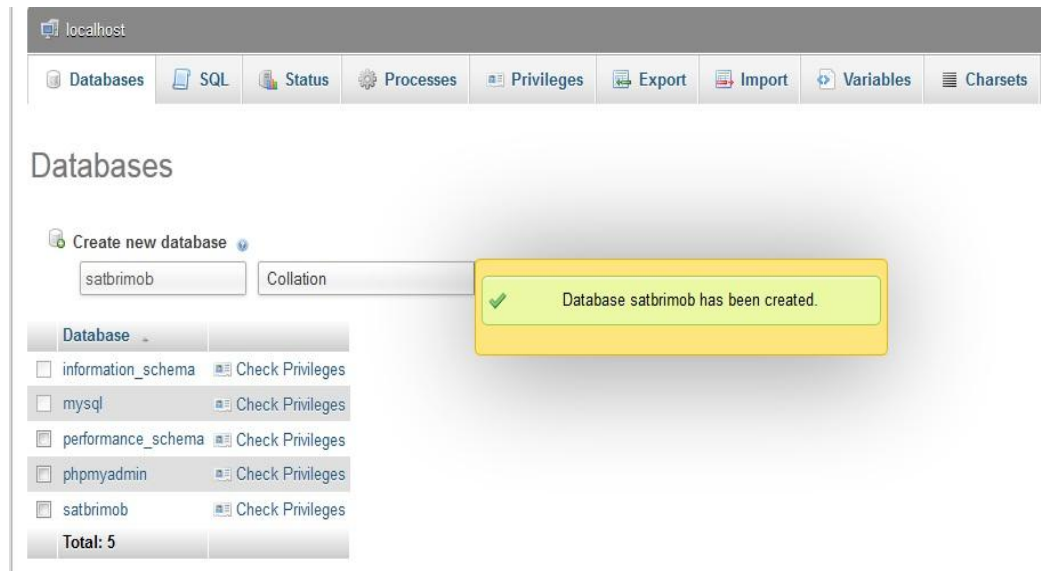 localhost
Databases SQL Status Processes Privileges Export Import Variables Charsets
Databases
Create new database
satbrimob Collation
Database satbrimob has been created.
Database
information_schema Check Privileges
mysql Check Privileges
performance_schema Check Privileges
phpmyadmin Check Privileges
satbrimob Check Privileges
Total: 5